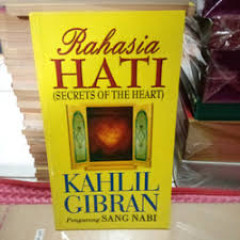 Rahasia
HATI
(SECRETS OF THE HEART)
KAHLIL
GIBRAN
Pengarang SANG NABI